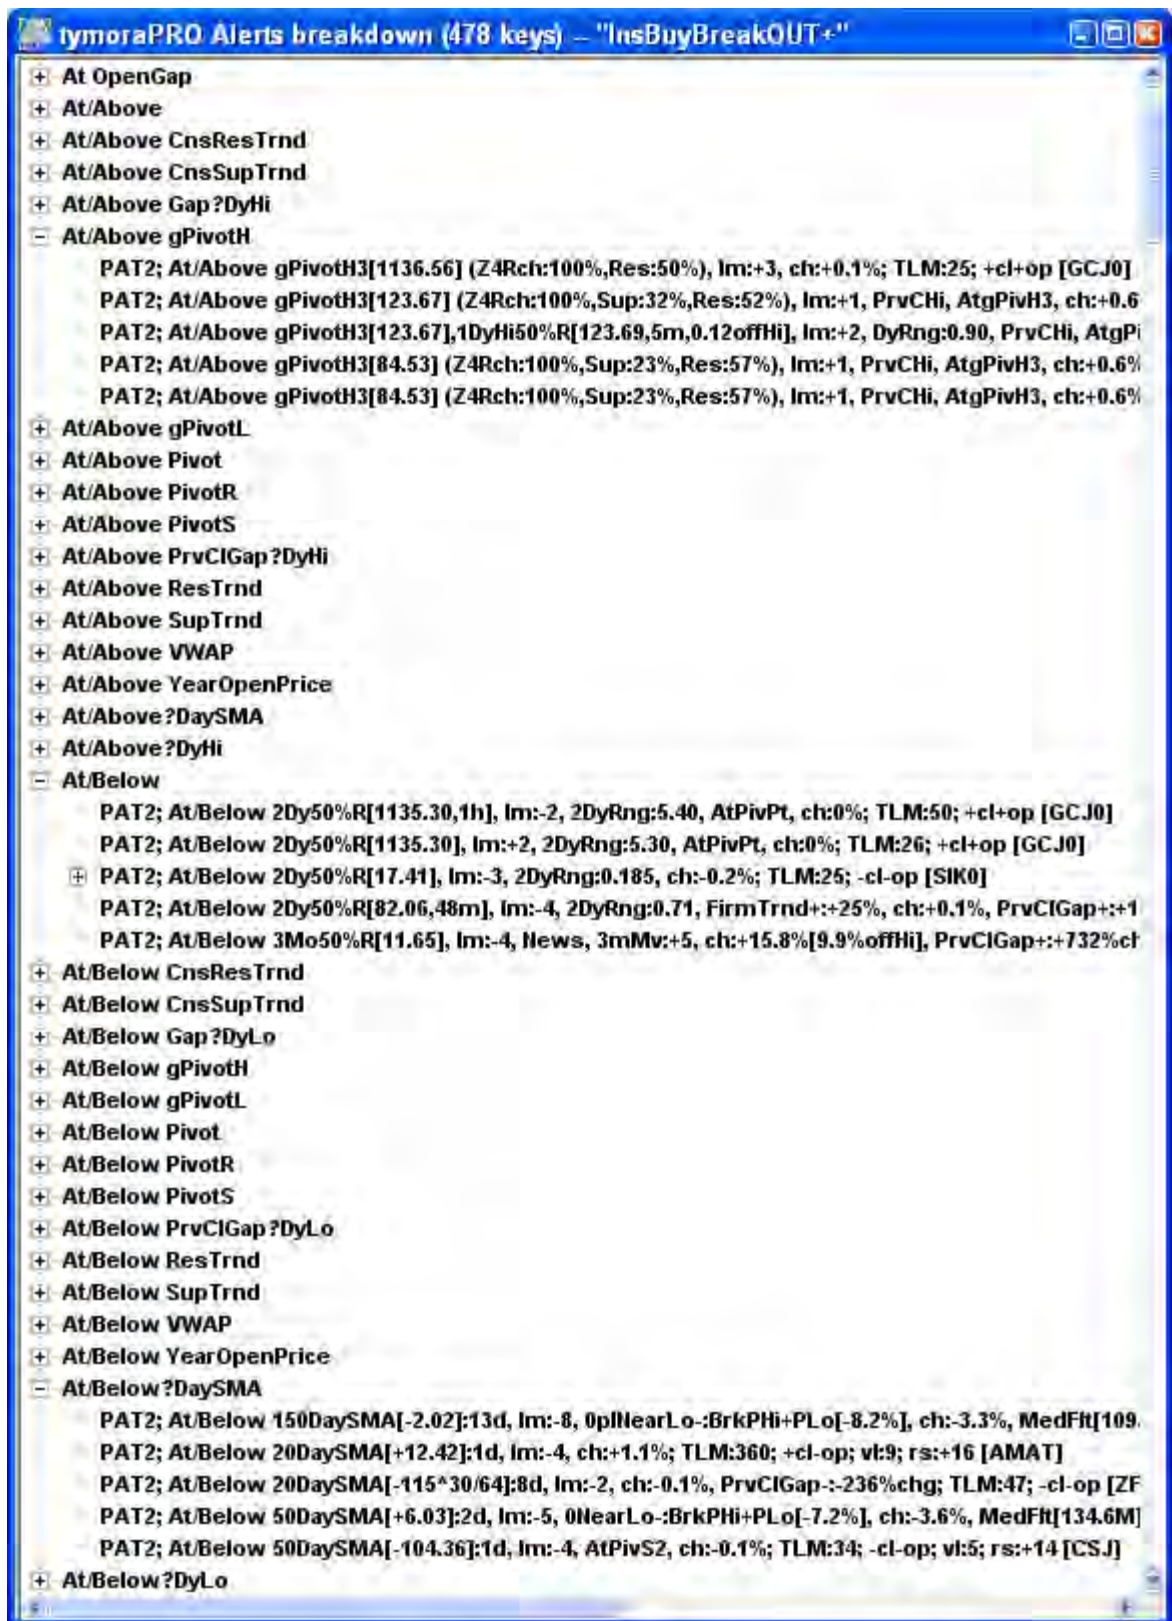 tymoraPRO Alerts breakdown (478 keys) -- "InsBuyBreakOUT+"
At OpenGap
At/Above
At/Above CnsResTrnd
At/Above CnsSupTrnd
At/Above Gap?DyHi
At/Above gPivotH
PAT2; At/Above gPivotH3[1136.56] (Z4Rch:100%,Res:50%), Im:+3, ch:+0.1%; TLM:25; +cl+op [GCJ0]
PAT2; At/Above gPivotH3[123.67] (Z4Rch:100%,Sup:32%,Res:52%), Im:+1, PrvCHi, AtgPivH3, ch:+0.6
PAT2; At/Above gPivotH3[123.67],1DyHi50%R[123.69,5m,0.12offHi], Im:+2, DyRng:0.90, PrvCHi, AtgPi
PAT2; At/Above gPivotH3[84.53] (Z4Rch:100%,Sup:23%,Res:57%), Im:+1, PrvCHi, AtgPivH3, ch:+0.6%
PAT2; At/Above gPivotH3[84.53] (Z4Rch:100%,Sup:23%,Res:57%), Im:+1, PrvCHi, AtgPivH3, ch:+0.6%
At/Above gPivotL
At/Above Pivot
At/Above PivotR
At/Above PivotS
At/Above PrvClGap?DyHi
At/Above ResTrnd
At/Above SupTrnd
At/Above VWAP
At/Above YearOpenPrice
At/Above?DaySMA
At/Above?DyHi
At/Below
PAT2; At/Below 2Dy50%R[1135.30,1h], Im:-2, 2DyRng:5.40, AtPivPt, ch:0%; TLM:50; +cl+op [GCJ0]
PAT2; At/Below 2Dy50%R[1135.30], Im:+2, 2DyRng:5.30, AtPivPt, ch:0%; TLM:26; +cl+op [GCJ0]
PAT2; At/Below 2Dy50%R[17.41], Im:-3, 2DyRng:0.185, ch:-0.2%; TLM:25; -cl-op [SIK0]
PAT2; At/Below 2Dy50%R[82.06,48m], Im:-4, 2DyRng:0.71, FirmTrnd+:+25%, ch:+0.1%, PrvClGap+:+1
PAT2; At/Below 3Mo50%R[11.65], Im:-4, News, 3mMv:+5, ch:+15.8%[9.9%offHi], PrvClGap+:+732%ch
At/Below CnsResTrnd
At/Below CnsSupTrnd
At/Below Gap?DyLo
At/Below gPivotH
At/Below gPivotL
At/Below Pivot
At/Below PivotR
At/Below PivotS
At/Below PrvClGap?DyLo
At/Below ResTrnd
At/Below SupTrnd
At/Below VWAP
At/Below YearOpenPrice
At/Below?DaySMA
PAT2; At/Below 150DaySMA[-2.02]:13d, Im:-8, 0plNearLo-:BrkPHi+PLo[-8.2%], ch:-3.3%, MedFlt[109.
PAT2; At/Below 20DaySMA[+12.42]:1d, Im:-4, ch:+1.1%; TLM:360; +cl-op; vl:9; rs:+16 [AMAT]
PAT2; At/Below 20DaySMA[-115^30/64]:8d, Im:-2, ch:-0.1%, PrvClGap-:-236%chg; TLM:47; -cl-op [ZF
PAT2; At/Below 50DaySMA[+6.03]:2d, Im:-5, 0NearLo-:BrkPHi+PLo[-7.2%], ch:-3.6%, MedFlt[134.6M]
PAT2; At/Below 50DaySMA[-104.36]:1d, Im:-4, AtPivS2, ch:-0.1%; TLM:34; -cl-op; vl:5; rs:+14 [CSJ]
At/Below?DyLo